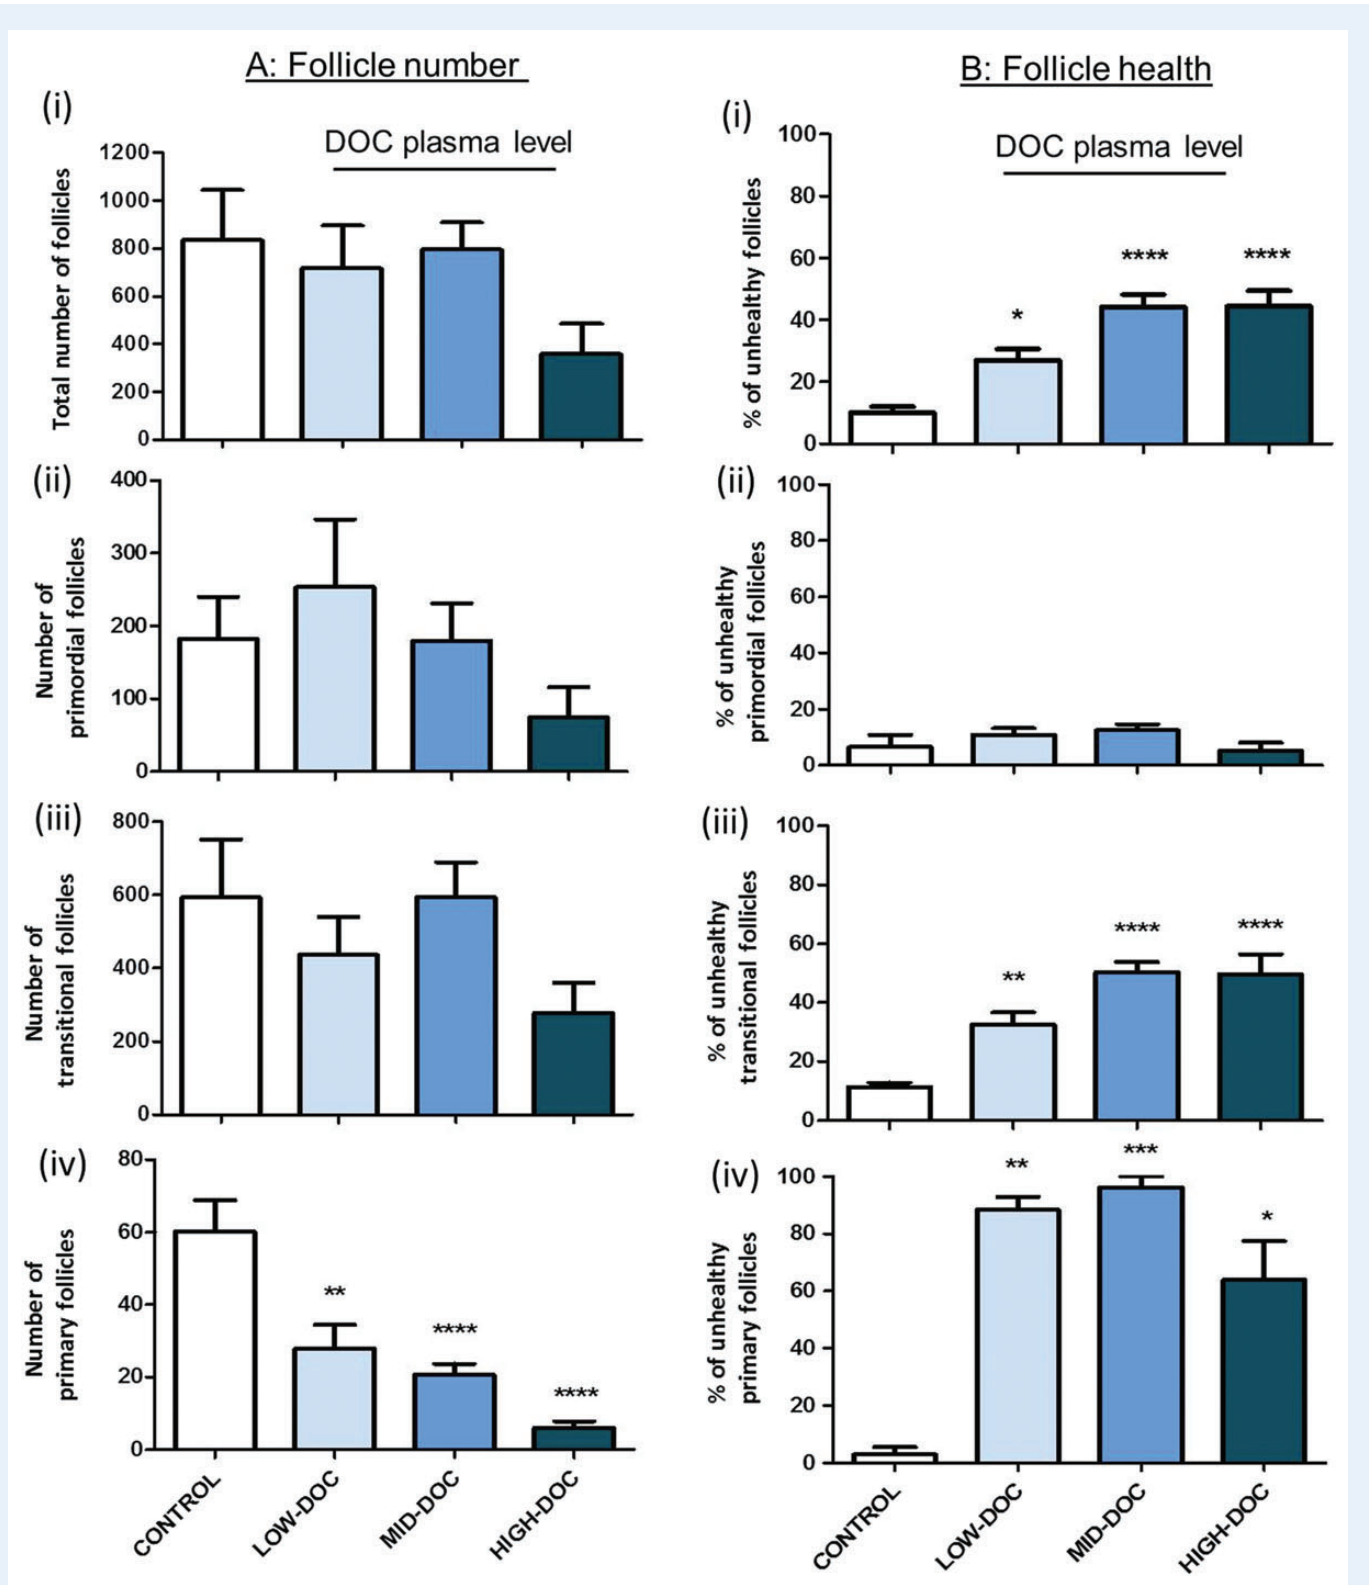 A: Follicle number
(i)
DOC plasma level
Total number of follicles
1200
1000
800
600
400
200
0
(ii)
Number of
primordial follicles
400
300
200
100
0
(iii)
Number of
transitional follicles
800
600
400
200
0
(iv)
Number of
primary follicles
80
60
40
20
0
**
****
****
CONTROL
LOW-DOC
MID-DOC
HIGH-DOC
B: Follicle health
(i)
DOC plasma level
% of unhealthy follicles
100
80
60
40
20
0
*
****
****
(ii)
% of unhealthy
primordial follicles
100
80
60
40
20
0
(iii)
% of unhealthy
transitional follicles
100
80
60
40
20
0
**
****
****
(iv)
% of unhealthy
primary follicles
100
80
60
40
20
0
**
***
*
CONTROL
LOW-DOC
MID-DOC
HIGH-DOC